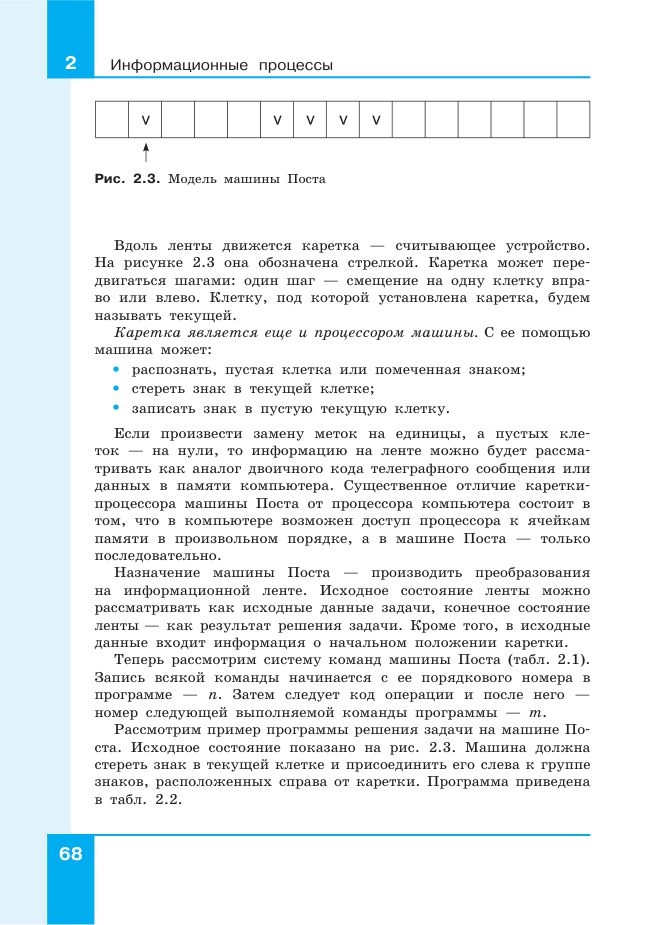 2
Информационные процессы
v v v v v
Рис. 2.3. Модель машины Поста
Вдоль ленты движется каретка — считывающее устройство.
На рисунке 2.3 она обозначена стрелкой. Каретка может пере-
двигаться шагами: один шаг — смещение на одну клетку впра-
во или влево. Клетку, под которой установлена каретка, будем
называть текущей.
Каретка является еще и процессором машины. С ее помощью
машина может:
• распознать, пустая клетка или помеченная знаком;
• стереть знак в текущей клетке;
• записать знак в пустую текущую клетку.
Если произвести замену меток на единицы, а пустых кле-
ток — на нули, то информацию на ленте можно будет рассма-
тривать как аналог двоичного кода телеграфного сообщения или
данных в памяти компьютера. Существенное отличие каретки-
процессора машины Поста от процессора компьютера состоит в
том, что в компьютере возможен доступ процессора к ячейкам
памяти в произвольном порядке, а в машине Поста — только
последовательно.
Назначение машины Поста — производить преобразования
на информационной ленте. Исходное состояние ленты можно
рассматривать как исходные данные задачи, конечное состояние
ленты — как результат решения задачи. Кроме того, в исходные
данные входит информация о начальном положении каретки.
Теперь рассмотрим систему команд машины Поста (табл. 2.1).
Запись всякой команды начинается с ее порядкового номера в
программе — n. Затем следует код операции и после него —
номер следующей выполняемой команды программы — m.
Рассмотрим пример программы решения задачи на машине По-
ста. Исходное состояние показано на рис. 2.3. Машина должна
стереть знак в текущей клетке и присоединить его слева к группе
знаков, расположенных справа от каретки. Программа приведена
в табл. 2.2.
68